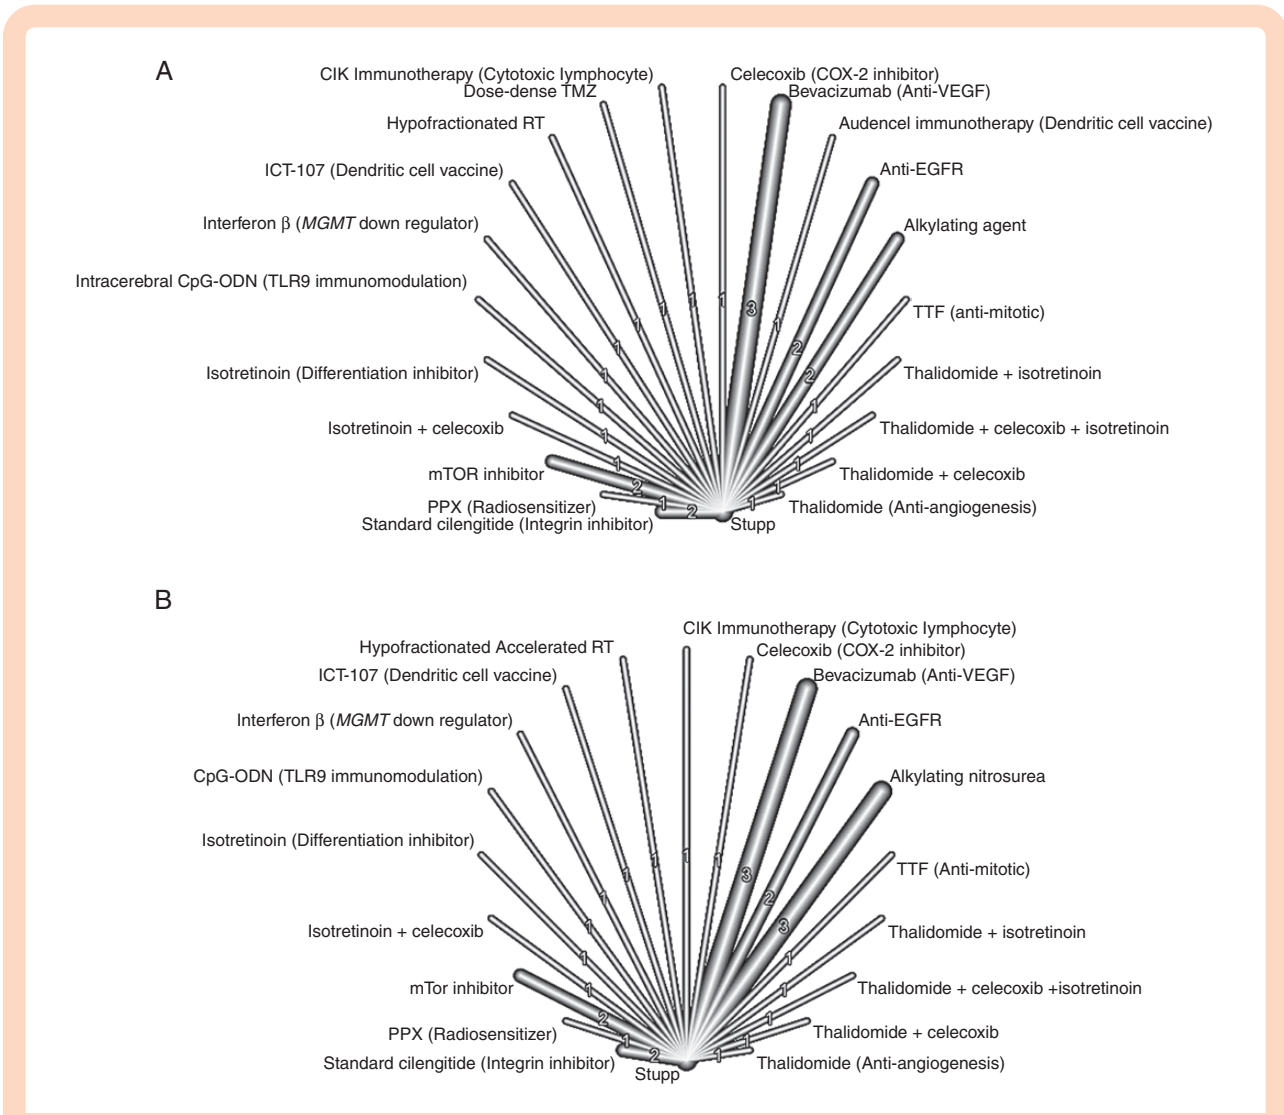 A
CIK Immunotherapy (Cytotoxic lymphocyte)
Celecoxib (COX-2 inhibitor)
Dose-dense TMZ
Bevacizumab (Anti-VEGF)
Hypofractionated RT
Audencel immunotherapy (Dendritic cell vaccine)
ICT-107 (Dendritic cell vaccine)
Anti-EGFR
Interferon β (MGMT down regulator)
Alkylating agent
Intracerebral CpG-ODN (TLR9 immunomodulation)
TTF (anti-mitotic)
1 1 1 3
1 1
1 2
1 2
1 1
1 1
1 1
2 1
1 2 1
Isotretinoin (Differentiation inhibitor)
Thalidomide + isotretinoin
Isotretinoin + celecoxib
Thalidomide + celecoxib + isotretinoin
mTOR inhibitor
Thalidomide + celecoxib
PPX (Radiosensitizer)
Thalidomide (Anti-angiogenesis)
Standard cilengitide (Integrin inhibitor)
Stupp
B
CIK Immunotherapy (Cytotoxic lymphocyte)
Hypofractionated Accelerated RT
Celecoxib (COX-2 inhibitor)
ICT-107 (Dendritic cell vaccine)
Bevacizumab (Anti-VEGF)
Interferon β (MGMT down regulator)
Anti-EGFR
CpG-ODN (TLR9 immunomodulation)
Alkylating nitrosurea
Isotretinoin (Differentiation inhibitor)
TTF (Anti-mitotic)
1 1 1
1 3
1 2
1 3
1 1
1 1
2 1
1 1
2 1
Isotretinoin + celecoxib
Thalidomide + isotretinoin
mTor inhibitor
Thalidomide + celecoxib +isotretinoin
PPX (Radiosensitizer)
Thalidomide + celecoxib
Standard cilengitide (Integrin inhibitor)
Thalidomide (Anti-angiogenesis)
Stupp